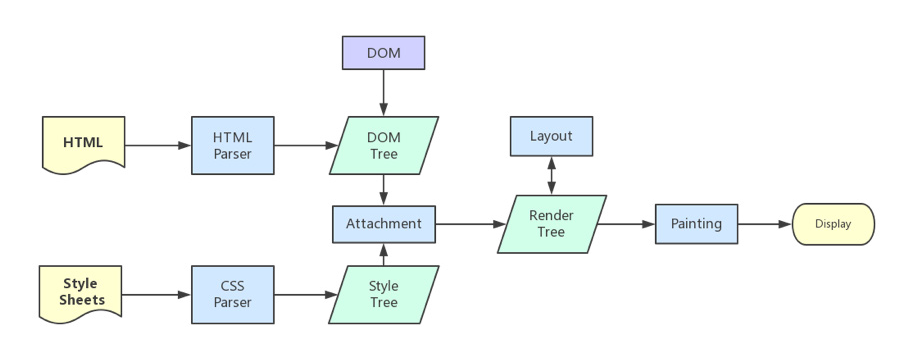 DOM
HTML
HTML
Parser
DOM
Tree
Layout
Attachment
Render
Tree
Painting
Display
Style
Sheets
CSS
Parser
Style
Tree